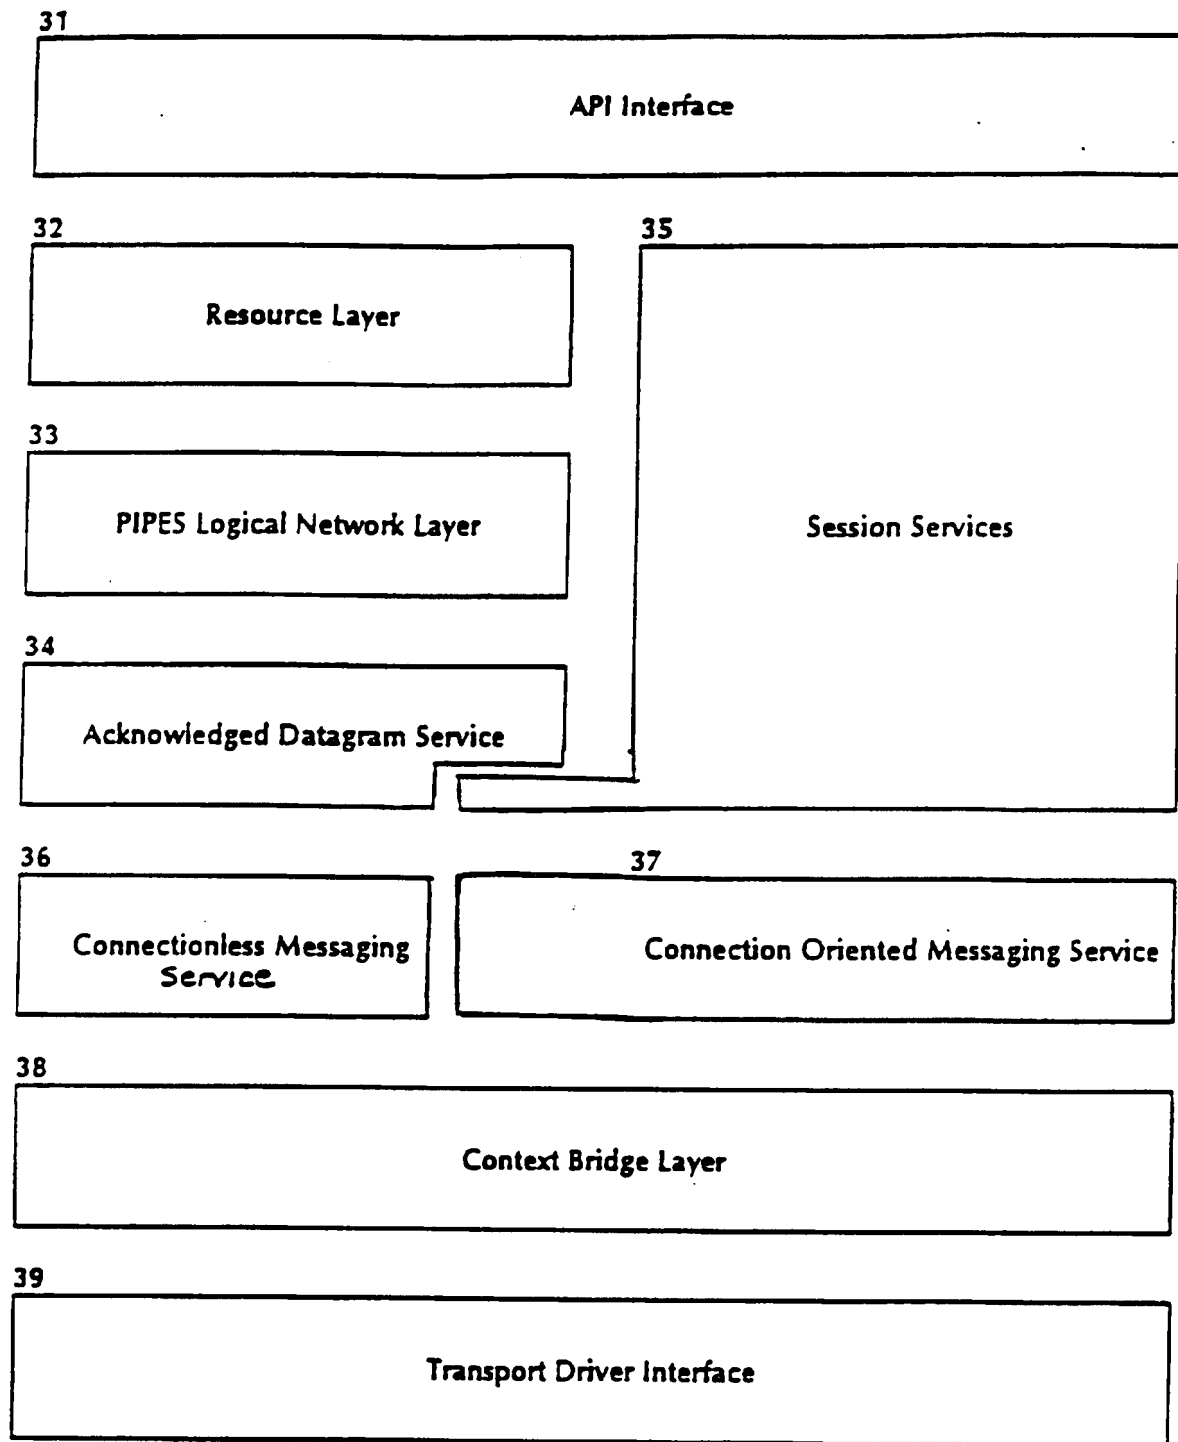 31
API Interface
32
35
Resource Layer
33
PIPES Logical Network Layer
Session Services
34
Acknowledged Datagram Service
36
37
Connectionless Messaging
Service
Connection Oriented Messaging Service
38
Context Bridge Layer
39
Transport Driver Interface